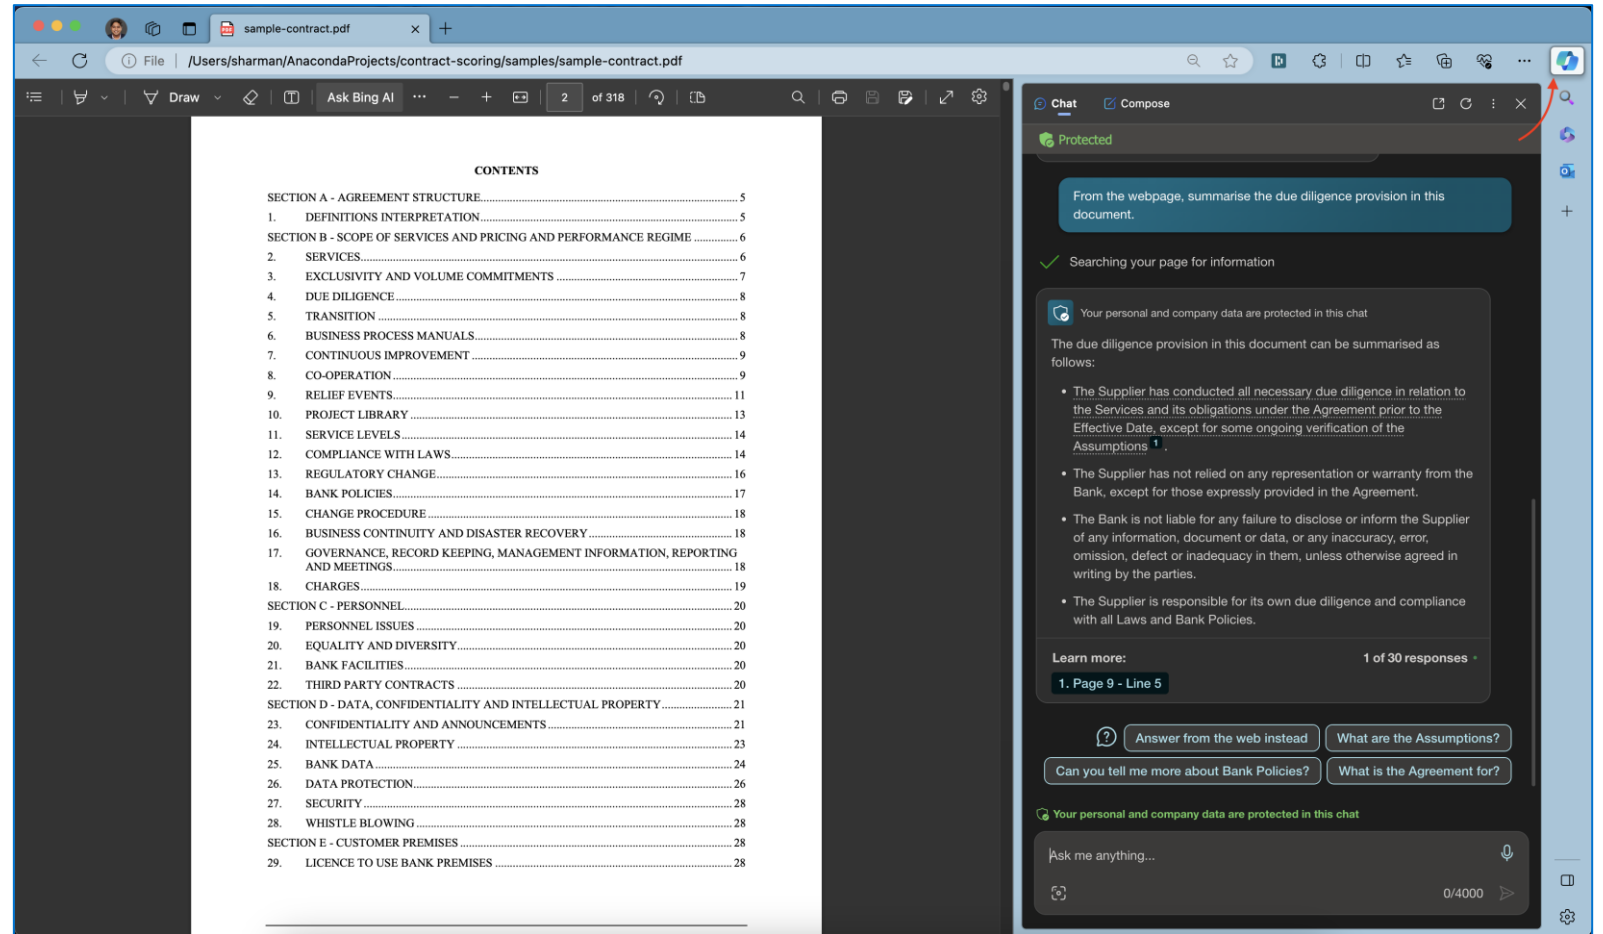 sample-contract.pdf
File
/Users/sharman/AnacondaProjects/contract-scoring/samples/sample-contract.pdf
Draw
Ask Bing AI
2 of 318
CONTENTS
SECTION A - AGREEMENT STRUCTURE 5
1. DEFINITIONS INTERPRETATION 5
SECTION B - SCOPE OF SERVICES AND PRICING AND PERFORMANCE REGIME 6
2. SERVICES 6
3. EXCLUSIVITY AND VOLUME COMMITMENTS 7
4. DUE DILIGENCE 8
5. TRANSITION 8
6. BUSINESS PROCESS MANUALS 8
7. CONTINUOUS IMPROVEMENT 9
8. CO-OPERATION 9
9. RELIEF EVENTS 11
10. PROJECT LIBRARY 13
11. SERVICE LEVELS 14
12. COMPLIANCE WITH LAWS 14
13. REGULATORY CHANGE 16
14. BANK POLICIES 17
15. CHANGE PROCEDURE 18
16. BUSINESS CONTINUITY AND DISASTER RECOVERY 18
17. GOVERNANCE, RECORD KEEPING, MANAGEMENT INFORMATION, REPORTING
AND MEETINGS 18
18. CHARGES 19
SECTION C - PERSONNEL 20
19. PERSONNEL ISSUES 20
20. EQUALITY AND DIVERSITY 20
21. BANK FACILITIES 20
22. THIRD PARTY CONTRACTS 20
SECTION D - DATA, CONFIDENTIALITY AND INTELLECTUAL PROPERTY 21
23. CONFIDENTIALITY AND ANNOUNCEMENTS 21
24. INTELLECTUAL PROPERTY 23
25. BANK DATA 24
26. DATA PROTECTION 26
27. SECURITY 28
28. WHISTLE BLOWING 28
SECTION E - CUSTOMER PREMISES 28
29. LICENCE TO USE BANK PREMISES 28
Chat
Compose
Protected
From the webpage, summarise the due diligence provision in this
document.
Searching your page for information
Your personal and company data are protected in this chat
The due diligence provision in this document can be summarised as
follows:
• The Supplier has conducted all necessary due diligence in relation to
the Services and its obligations under the Agreement prior to the
Effective Date, except for some ongoing verification of the
Assumptions 1 .
• The Supplier has not relied on any representation or warranty from the
Bank, except for those expressly provided in the Agreement.
• The Bank is not liable for any failure to disclose or inform the Supplier
of any information, document or data, or any inaccuracy, error,
omission, defect or inadequacy in them, unless otherwise agreed in
writing by the parties.
• The Supplier is responsible for its own due diligence and compliance
with all Laws and Bank Policies.
Learn more: 1 of 30 responses
1. Page 9 - Line 5
Answer from the web instead
What are the Assumptions?
Can you tell me more about Bank Policies?
What is the Agreement for?
Your personal and company data are protected in this chat
Ask me anything...
0/4000